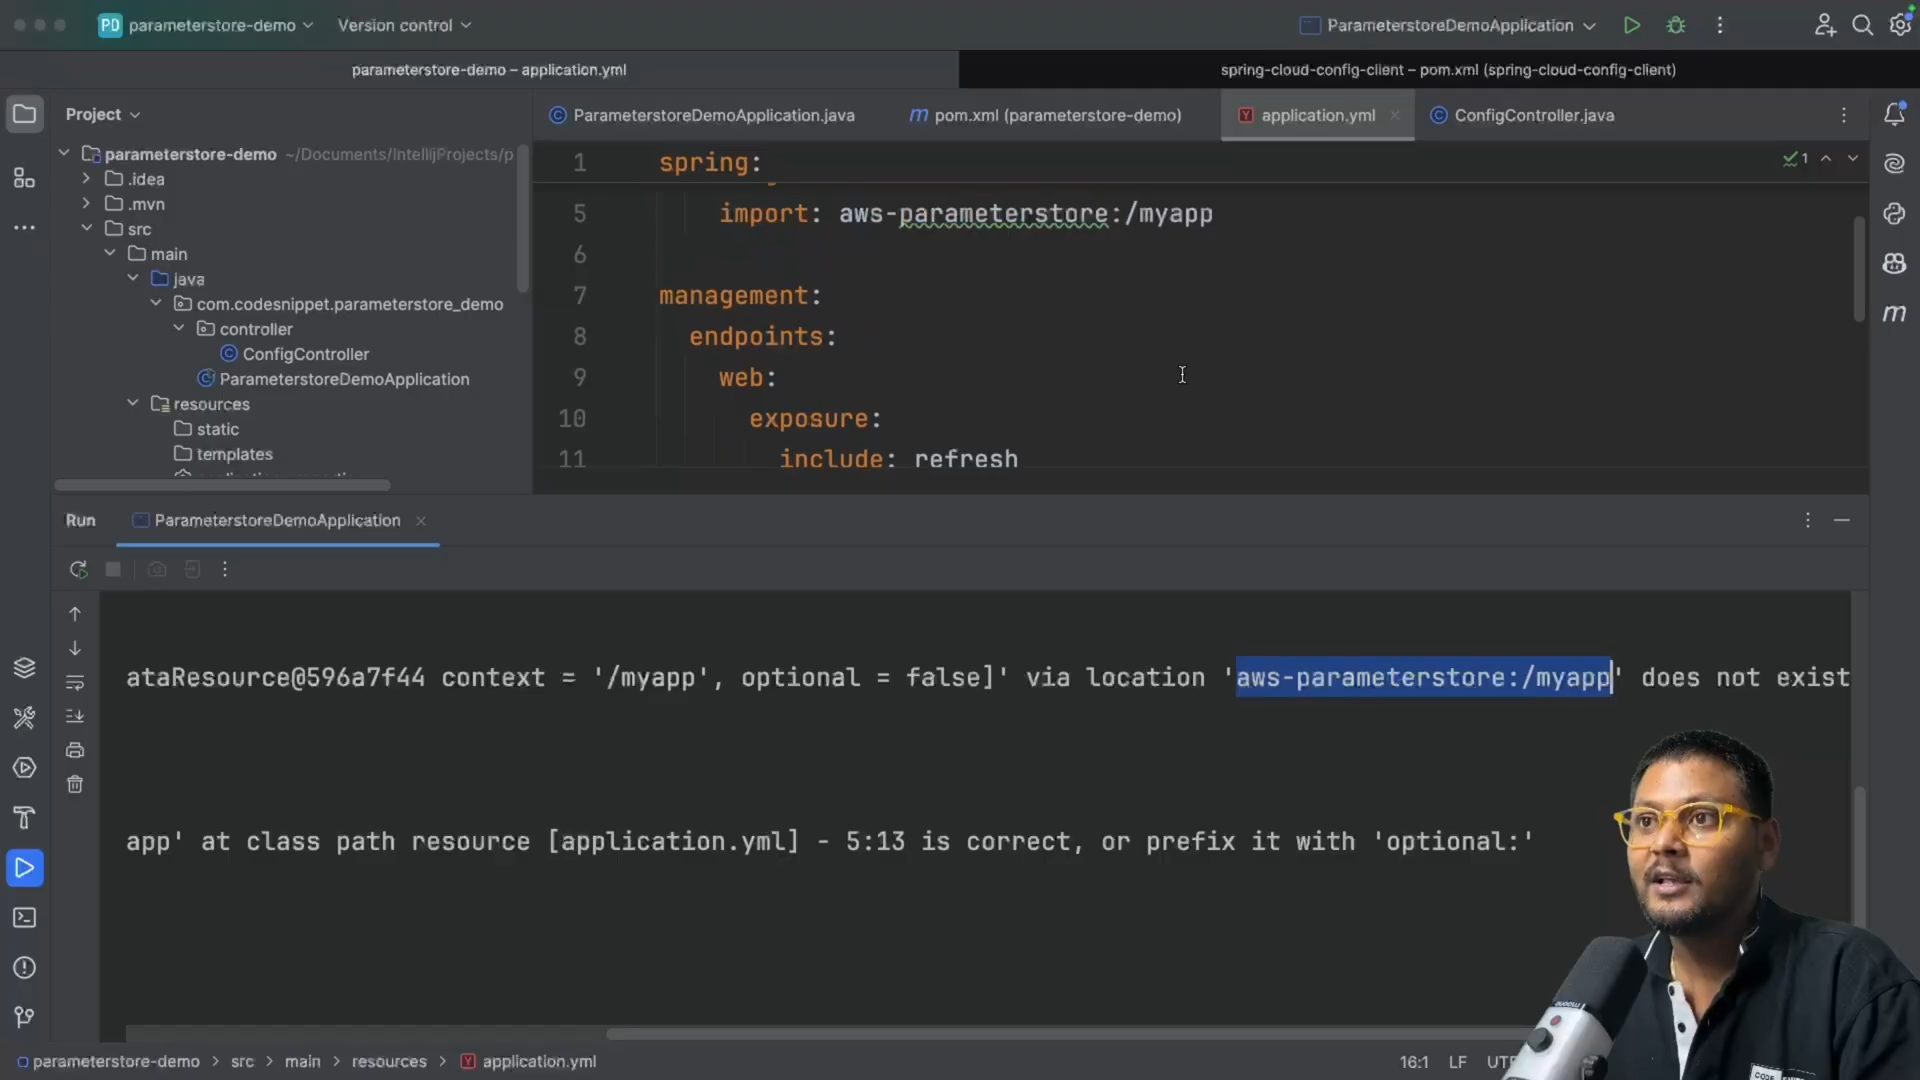 PD parameterstore-demo Version control ParameterstoreDemoApplication
parameterstore-demo – application.yml spring-cloud-config-client – pom.xml (spring-cloud-config-client)
Project
ParameterstoreDemoApplication.java
m pom.xml (parameterstore-demo)
Y application.yml
ConfigController.java
parameterstore-demo ~/Documents/IntellijProjects/p
.idea
.mvn
src
main
java
com.codesnippet.parameterstore_demo
controller
ConfigController
ParameterstoreDemoApplication
resources
static
templates
1 spring:
1
5 import: aws-parameterstore:/myapp
6
7 management:
8 endpoints:
9 web:
10 exposure:
11 include: refresh
Run ParameterstoreDemoApplication
ataResource@596a7f44 context = '/myapp', optional = false]' via location 'aws-parameterstore:/myapp' does not exist
app' at class path resource [application.yml] - 5:13 is correct, or prefix it with 'optional:'
parameterstore-demo > src > main > resources > application.yml
16:1 LF